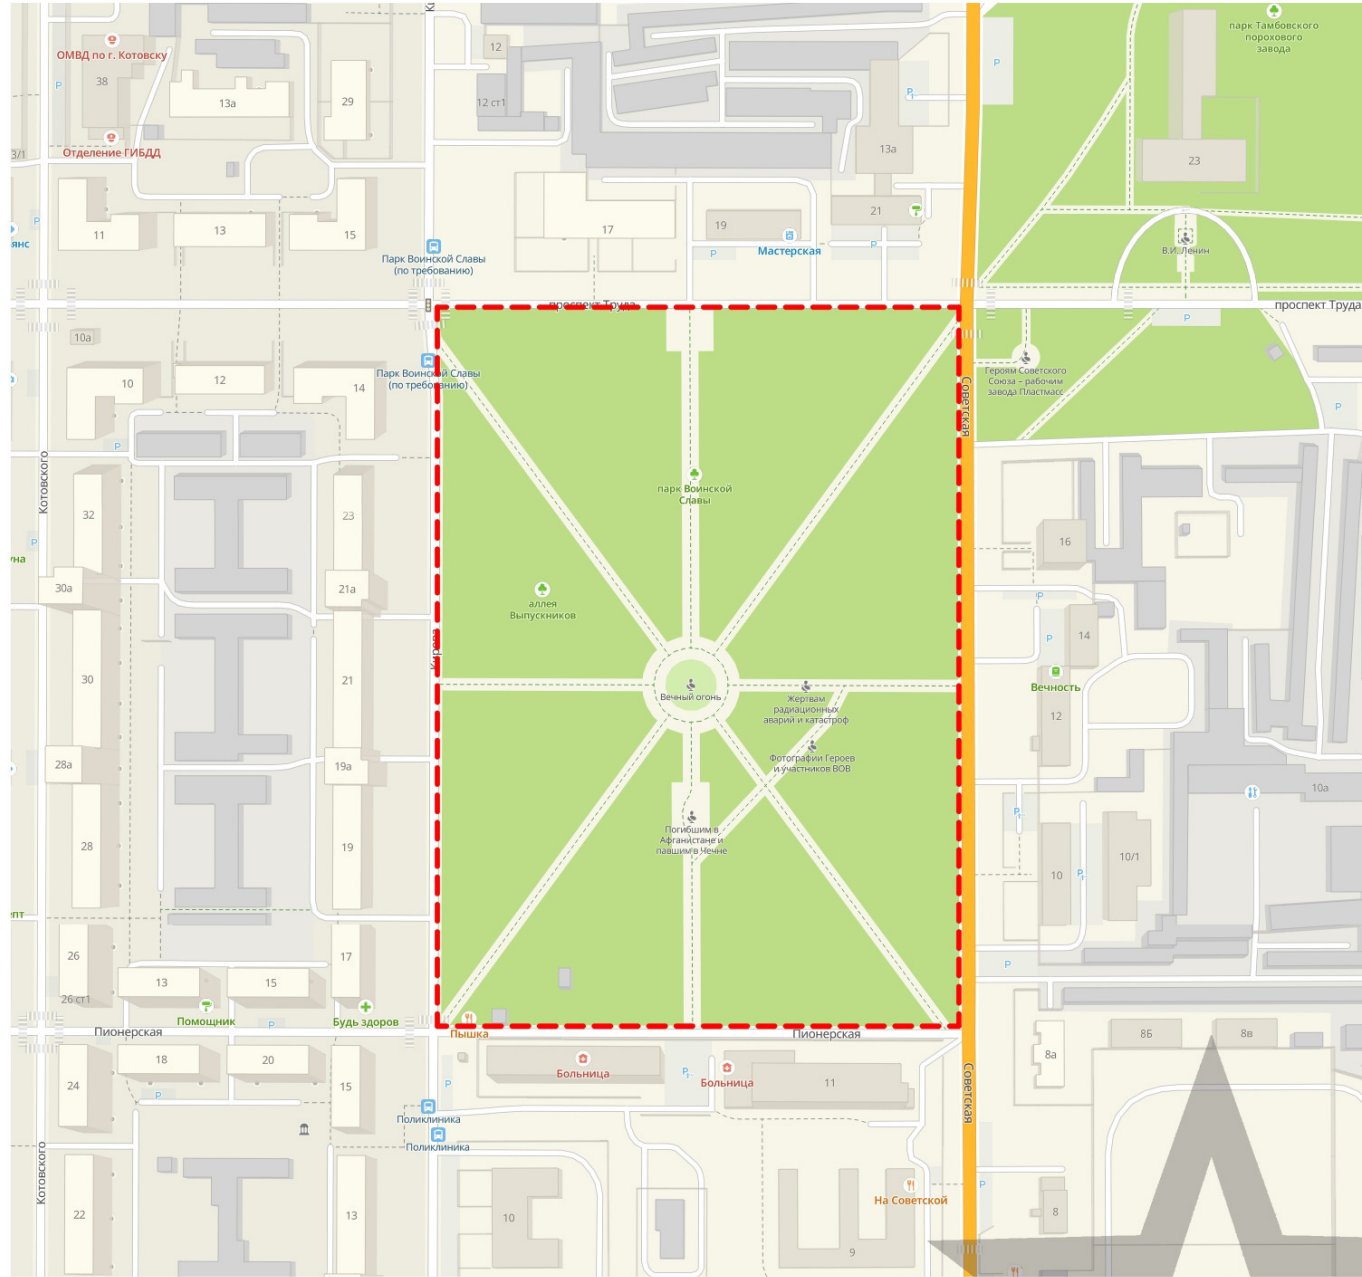 парк Тамбовского
порохового
завода
ОМВД по г. Котовску
12
38
13а
29
12 ст1
Р
Р
Р
13а
3/1
Отделение ГИБДД
23
Р
11
13
15
17
19
21
Мастерская
Р
Р
В.И. Ленин
янс
Парк Воинской Славы
(по требованию)
проспект Труда
проспект Труда
Р
10а
10
12
14
Парк Воинской Славы
(по требованию)
Героям Советского
Союза – рабочим
завода Пластмасс
Советская
Р
Котовского
парк Воинской
Славы
32
23
16
Р
на
30а
21а
аллея
Выпускников
14
Р
Кирова
30
21
Вечный огонь
Жертвам
радиационных
аварий и катастроф
Вечность
12
Фотографии Героев
и участников ВОВ
28а
19а
10а
Погибшим в
Афганистане и
павшим в Чечне
Р
28
19
10
Р
10/1
пт
26
17
Р
13
15
26 ст1
Помощник
Р
Будь здоров
Пионерская
Пышка
Пионерская
8Б
8в
8а
18
20
15
24
Больница
Р
Больница
11
Р
Р
Советская
Поликлиника
Поликлиника
Котовского
22
13
10
9
На Советской
Р
8